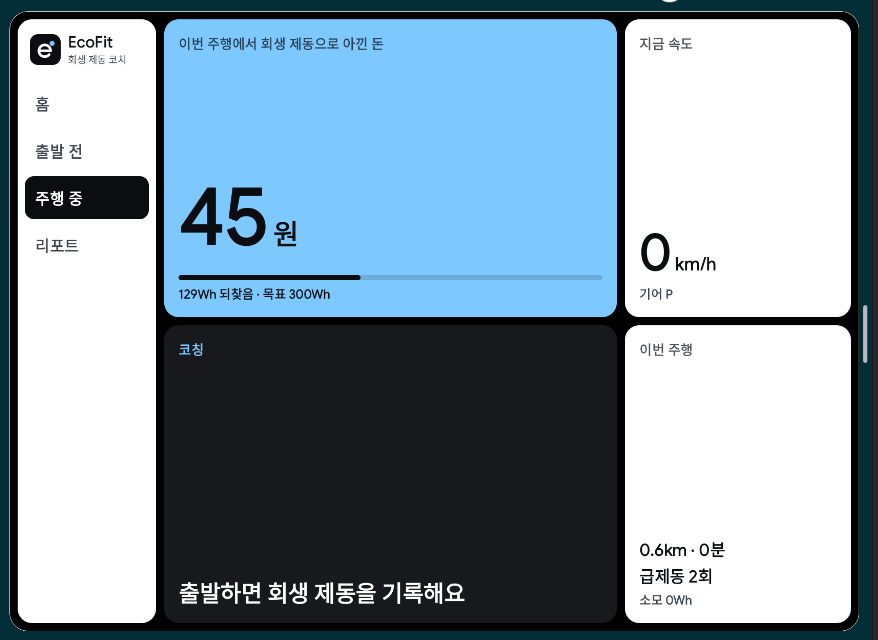 EcoFit
회생 제동 코치
홈
출발 전
주행 중
리포트
이번 주행에서 회생 제동으로 아낀 돈
45 원
129Wh 되찾음 · 목표 300Wh
지금 속도
0 km/h
기어 P
코칭
출발하면 회생 제동을 기록해요
이번 주행
0.6km · 0분
급제동 2회
소모 0Wh